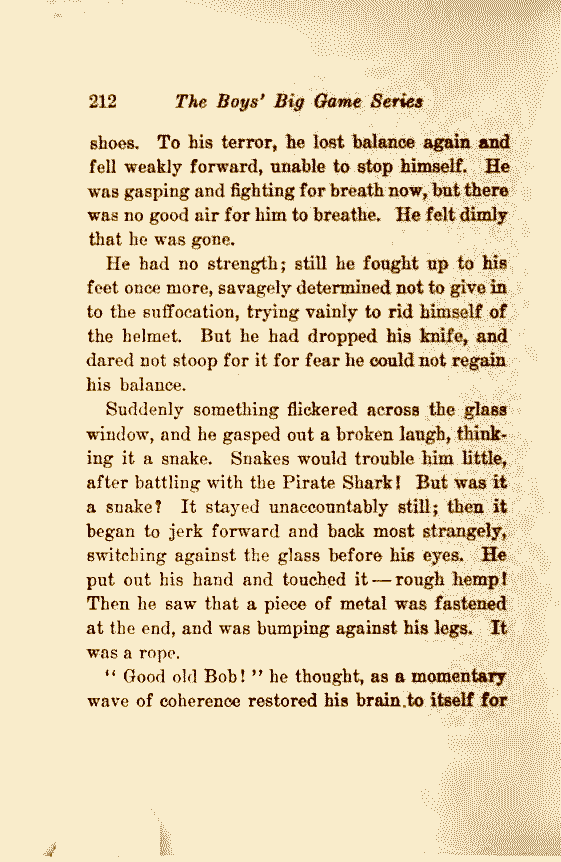 212 The Boys' Big Game Series
shoes. To his terror, he lost balance again and
fell weakly forward, unable to stop himself. He
was gasping and fighting for breath now, but there
was no good air for him to breathe. He felt dimly
that he was gone.
He had no strength; still he fought up to his
feet once more, savagely determined not to give in
to the suffocation, trying vainly to rid himself of
the helmet. But he had dropped his knife, and
dared not stoop for it for fear he could not regain
his balance.
Suddenly something flickered across the glass
window, and he gasped out a broken laugh, think-
ing it a snake. Snakes would trouble him little,
after battling with the Pirate Shark! But was it
a snake? It stayed unaccountably still; then it
began to jerk forward and back most strangely,
switching against the glass before his eyes. He
put out his hand and touched it — rough hemp!
Then he saw that a piece of metal was fastened
at the end, and was bumping against his legs. It
was a rope.
" Good old Bob! " he thought, as a momentary
wave of coherence restored his brain.to itself for